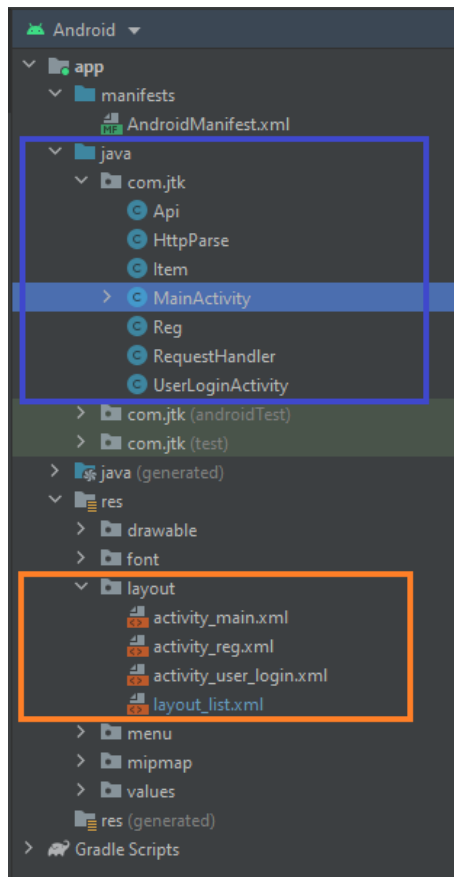 Android
app
manifests
AndroidManifest.xml
java
com.jtk
Api
HttpParse
Item
MainActivity
Reg
RequestHandler
UserLoginActivity
com.jtk (androidTest)
com.jtk (test)
java (generated)
res
drawable
font
layout
activity_main.xml
activity_reg.xml
activity_user_login.xml
layout_list.xml
menu
mipmap
values
res (generated)
Gradle Scripts